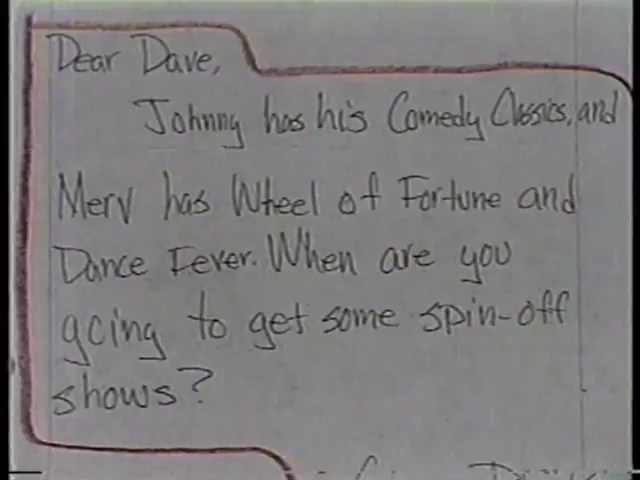 Dear Dave,
Johnny has his Comedy Classics, and
Merv has Wheel of Fortune and
Dance Fever. When are you
going to get some spin-off
shows?